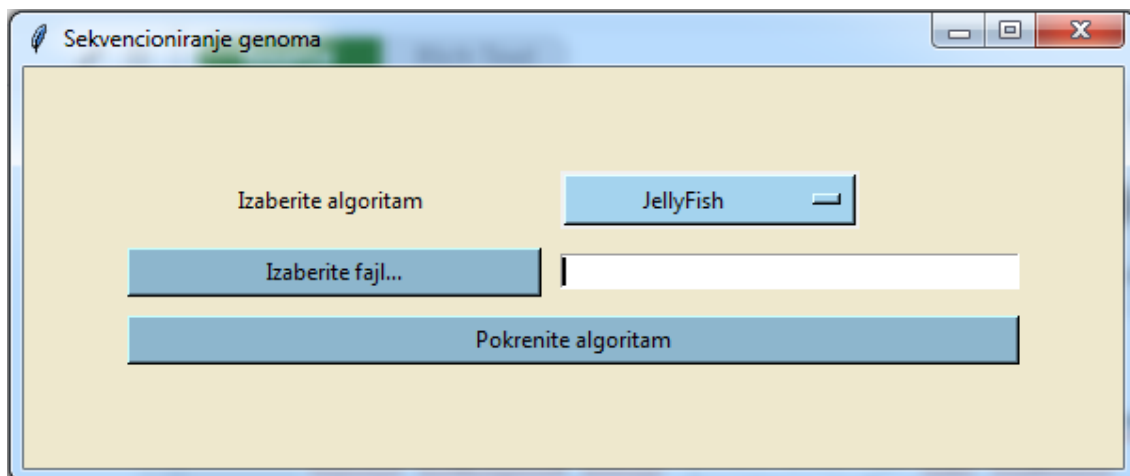 Sekvencioniranje genoma
Izaberite algoritam JellyFish
Izaberite fajl...
Pokrenite algoritam